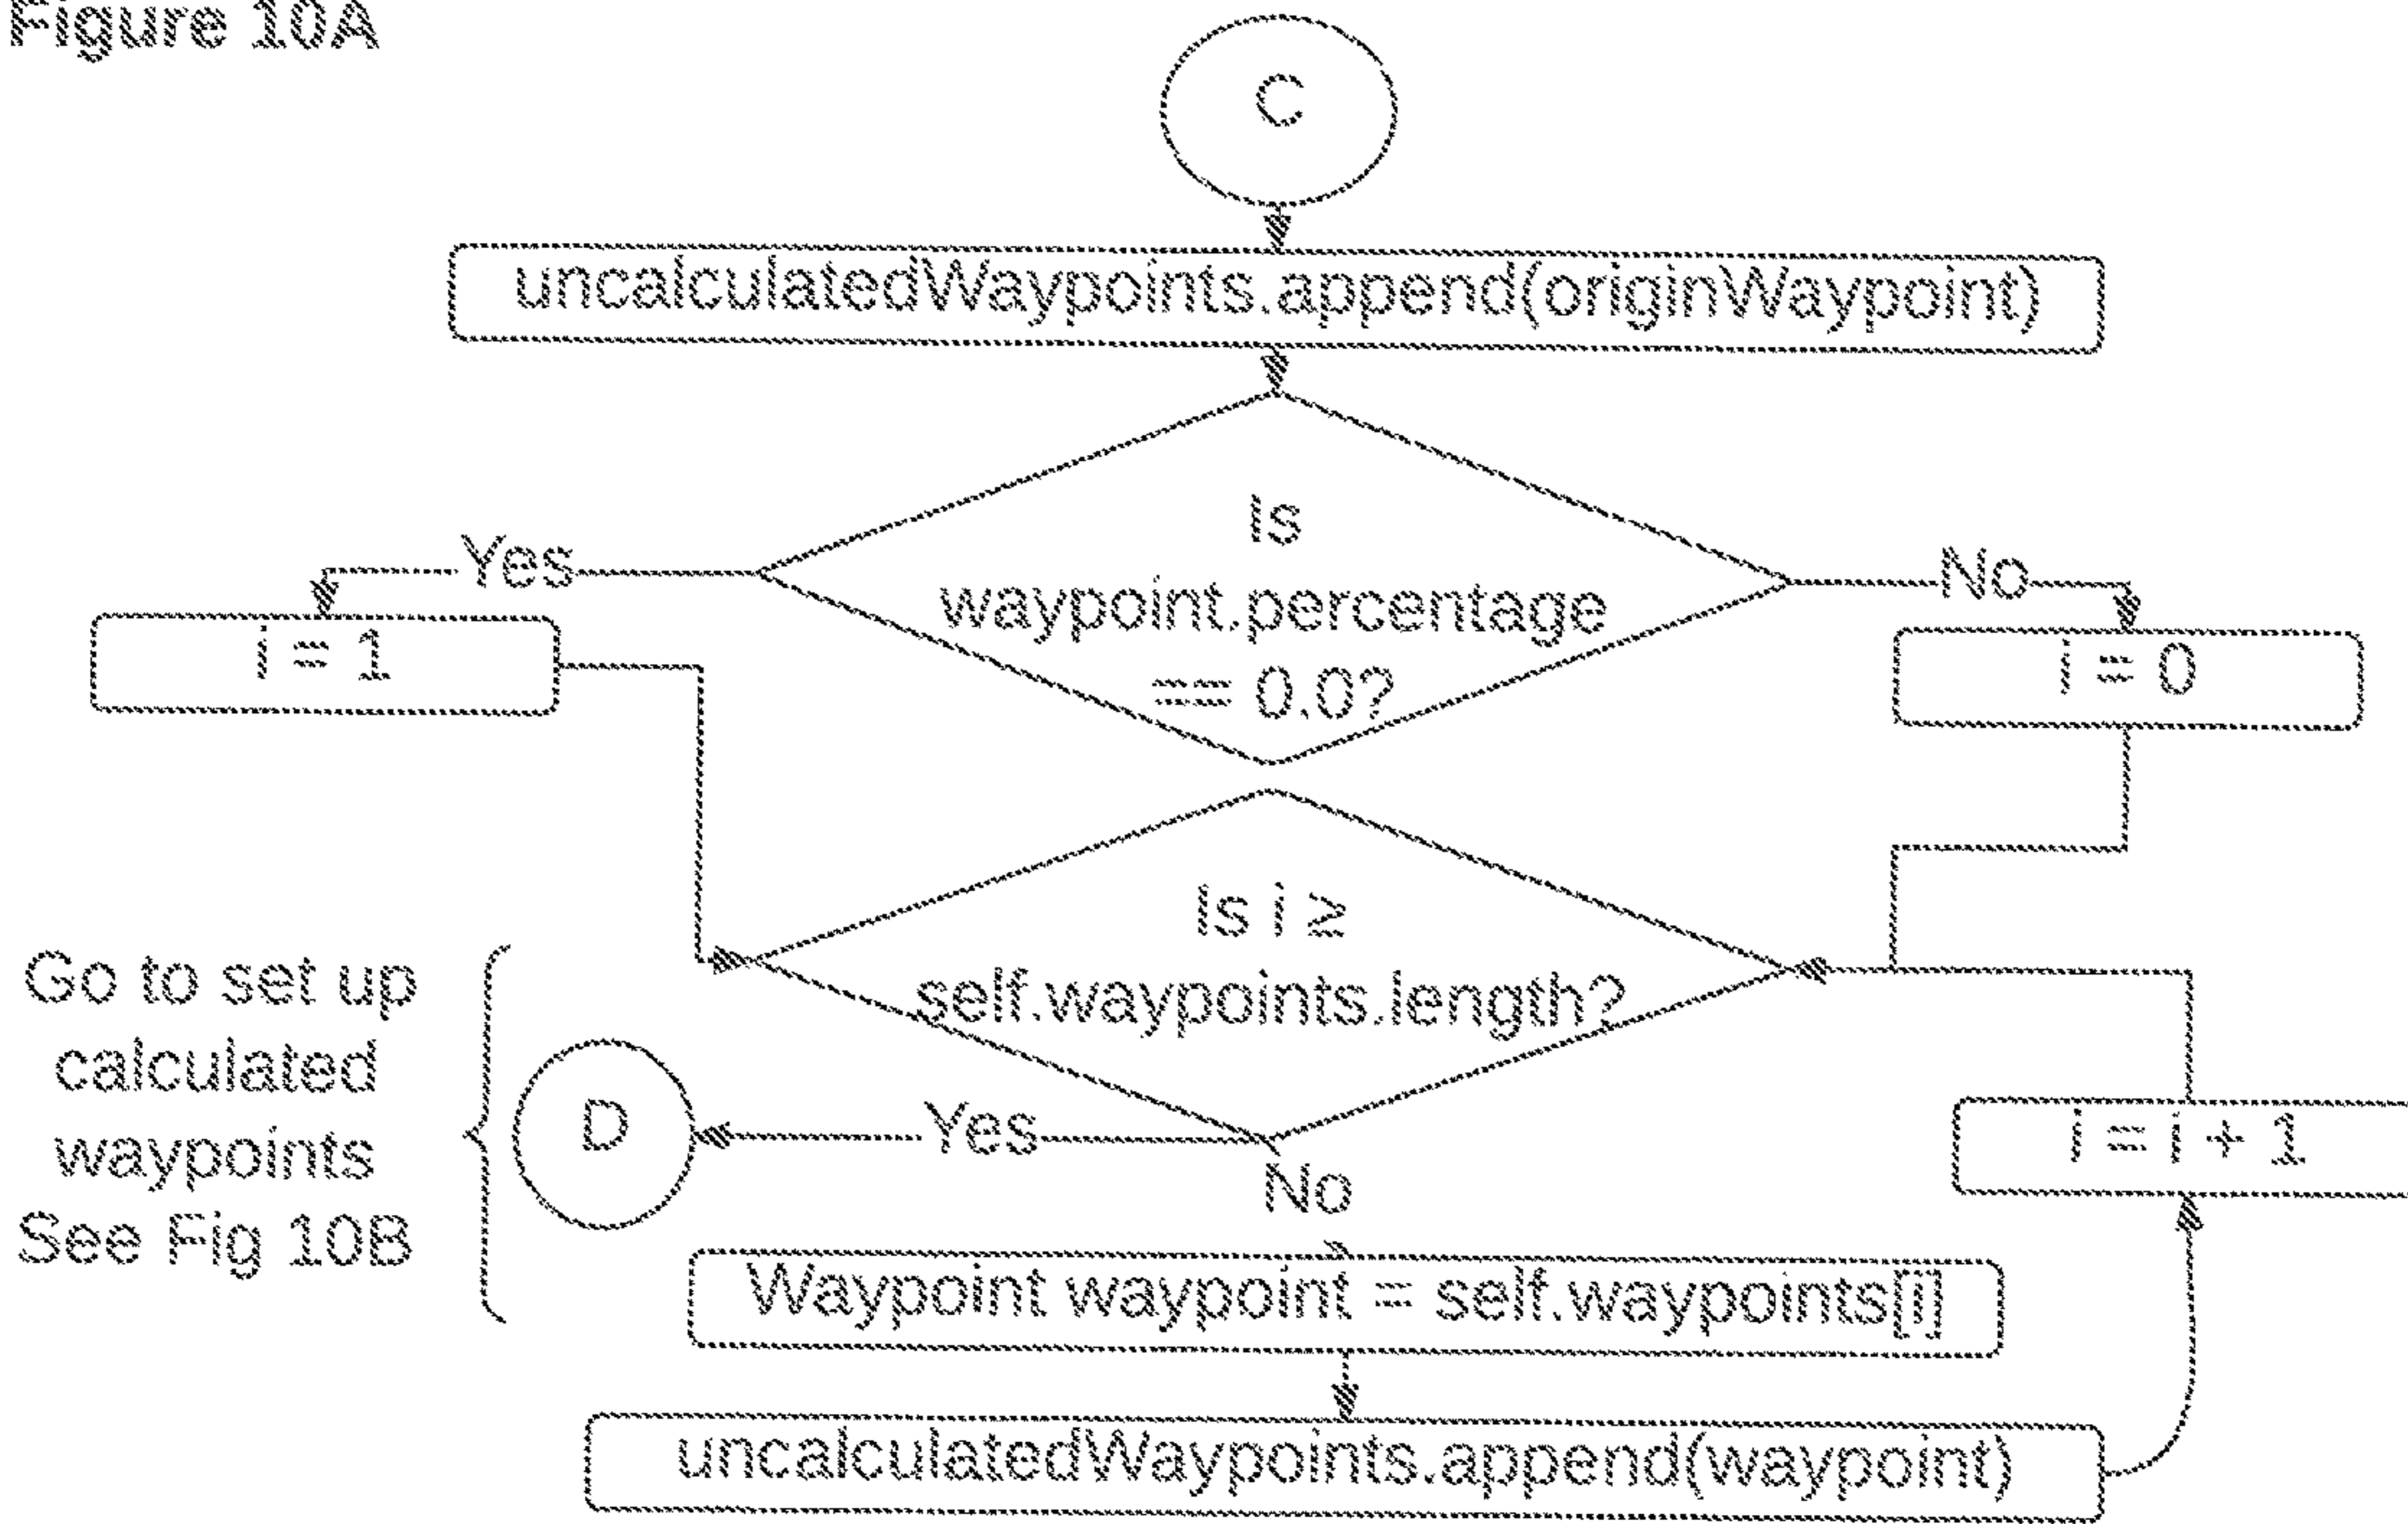 Figure 10A
C
uncalculatedWaypoints.append(originWaypoint)
Is
waypoint.percentage
== 0.0?
Yes
No
i = 1
i = 0
Is i ≥
self.waypoints.length?
Go to set up
calculated
waypoints
See Fig 10B
D
Yes
No
i = i + 1
Waypoint waypoint = self.waypoints[i]
uncalculatedWaypoints.append(waypoint)